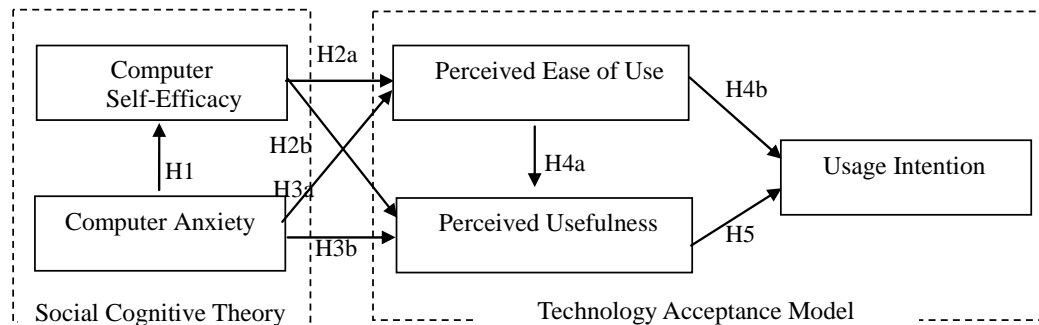 Computer
Self-Efficacy
H2a
Perceived Ease of Use
H4b
H2b
H1
H3a
H4a
Usage Intention
Computer Anxiety
H3b
Perceived Usefulness
H5
Social Cognitive Theory
Technology Acceptance Model